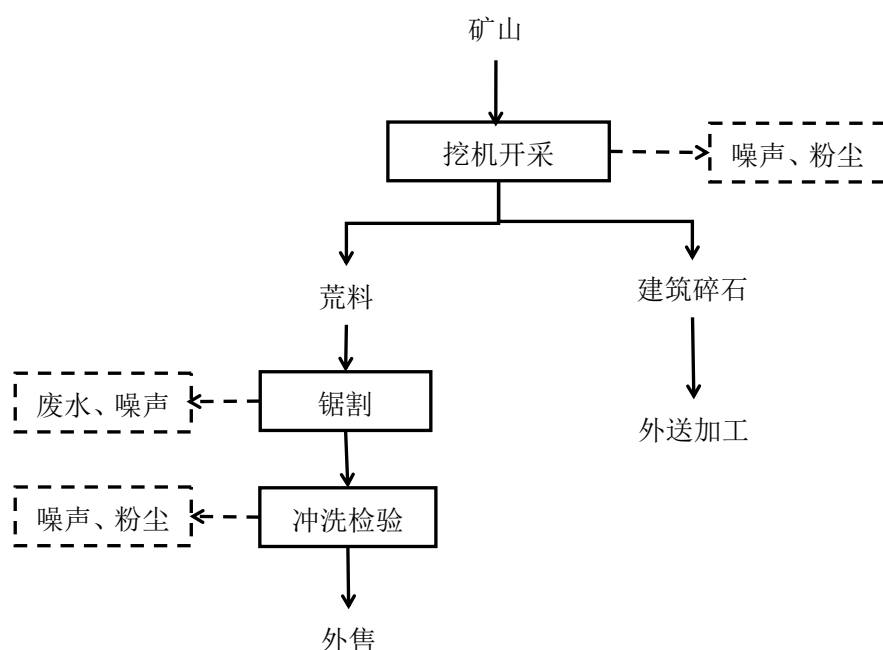 矿山
挖机开采
噪声、粉尘
荒料
建筑碎石
废水、噪声
锯割
外送加工
噪声、粉尘
冲洗检验
外售